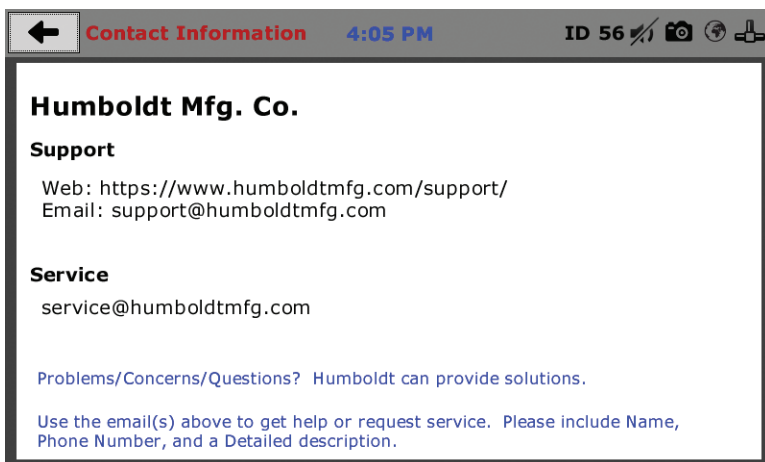 Contact Information 4:05 PM ID 56
Humboldt Mfg. Co.
Support
Web: https://www.humboldtmfg.com/support/
Email: support@humboldtmfg.com
Service
service@humboldtmfg.com
Problems/Concerns/Questions?  Humboldt can provide solutions.
Use the email(s) above to get help or request service.  Please include Name,
Phone Number, and a Detailed description.